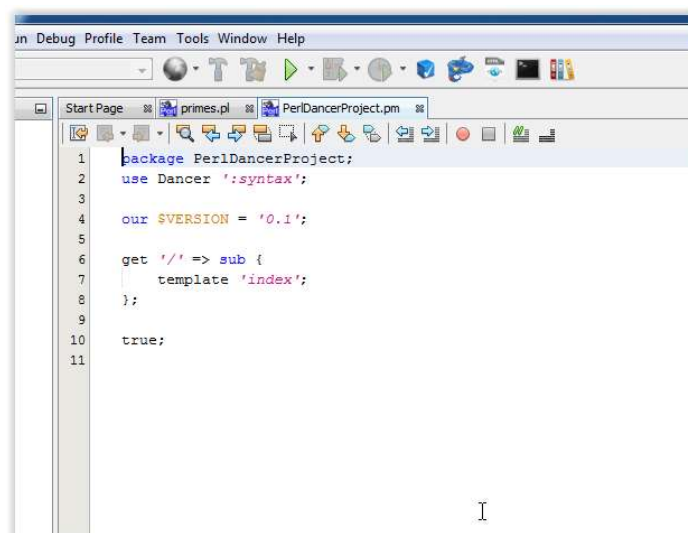 un Debug Profile Team Tools Window Help
Start Page primes.pl PerlDancerProject.pm
1 package PerlDancerProject;
2 use Dancer ':syntax';
3
4 our $VERSION = '0.1';
5
6 get '/' => sub {
7 template 'index';
8 };
9
10 true;
11